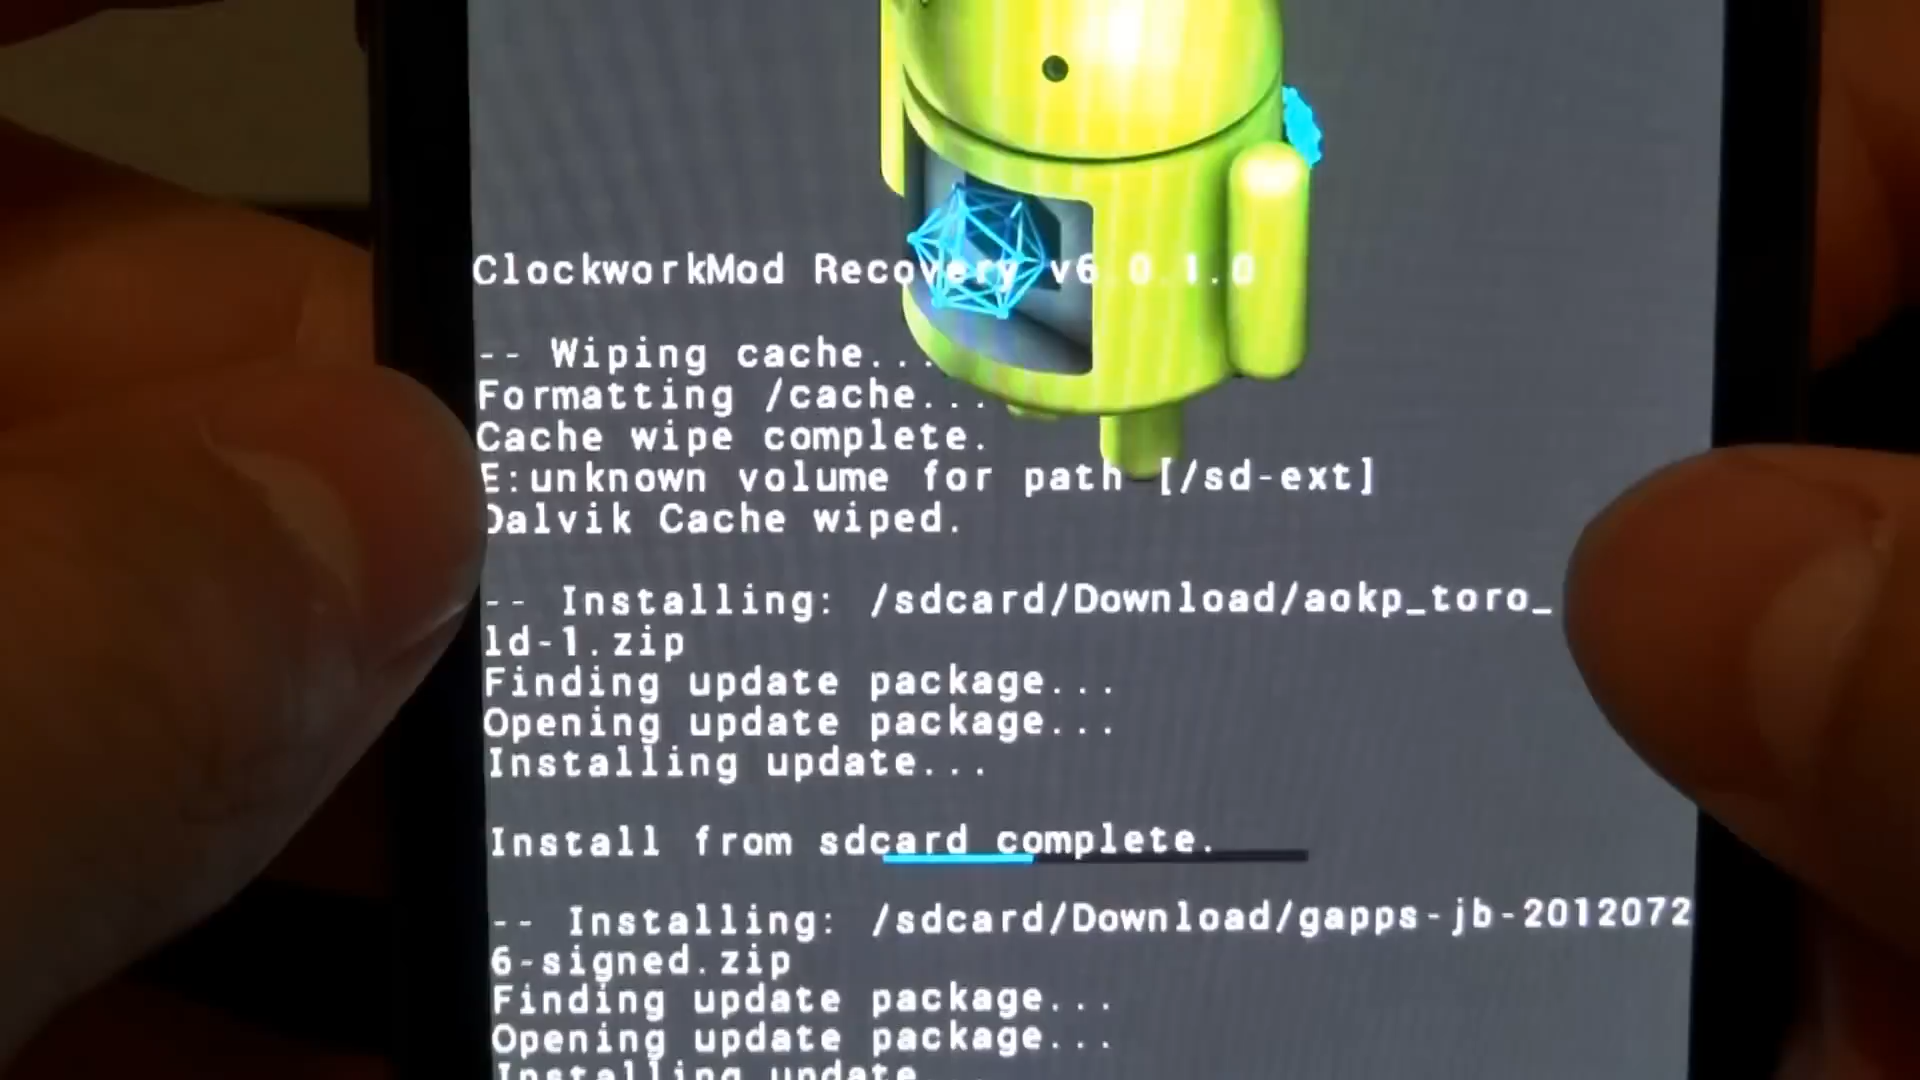 ClockworkMod Recovery v6.0.1.0
-- Wiping cache...
Formatting /cache...
Cache wipe complete.
E:unknown volume for path [/sd-ext]
Dalvik Cache wiped.
-- Installing: /sdcard/Download/aokp_toro_
ld-1.zip
Finding update package...
Opening update package...
Installing update...
Install from sdcard complete.
-- Installing: /sdcard/Download/gapps-jb-2012072
6-signed.zip
Finding update package...
Opening update package...
Installing update...